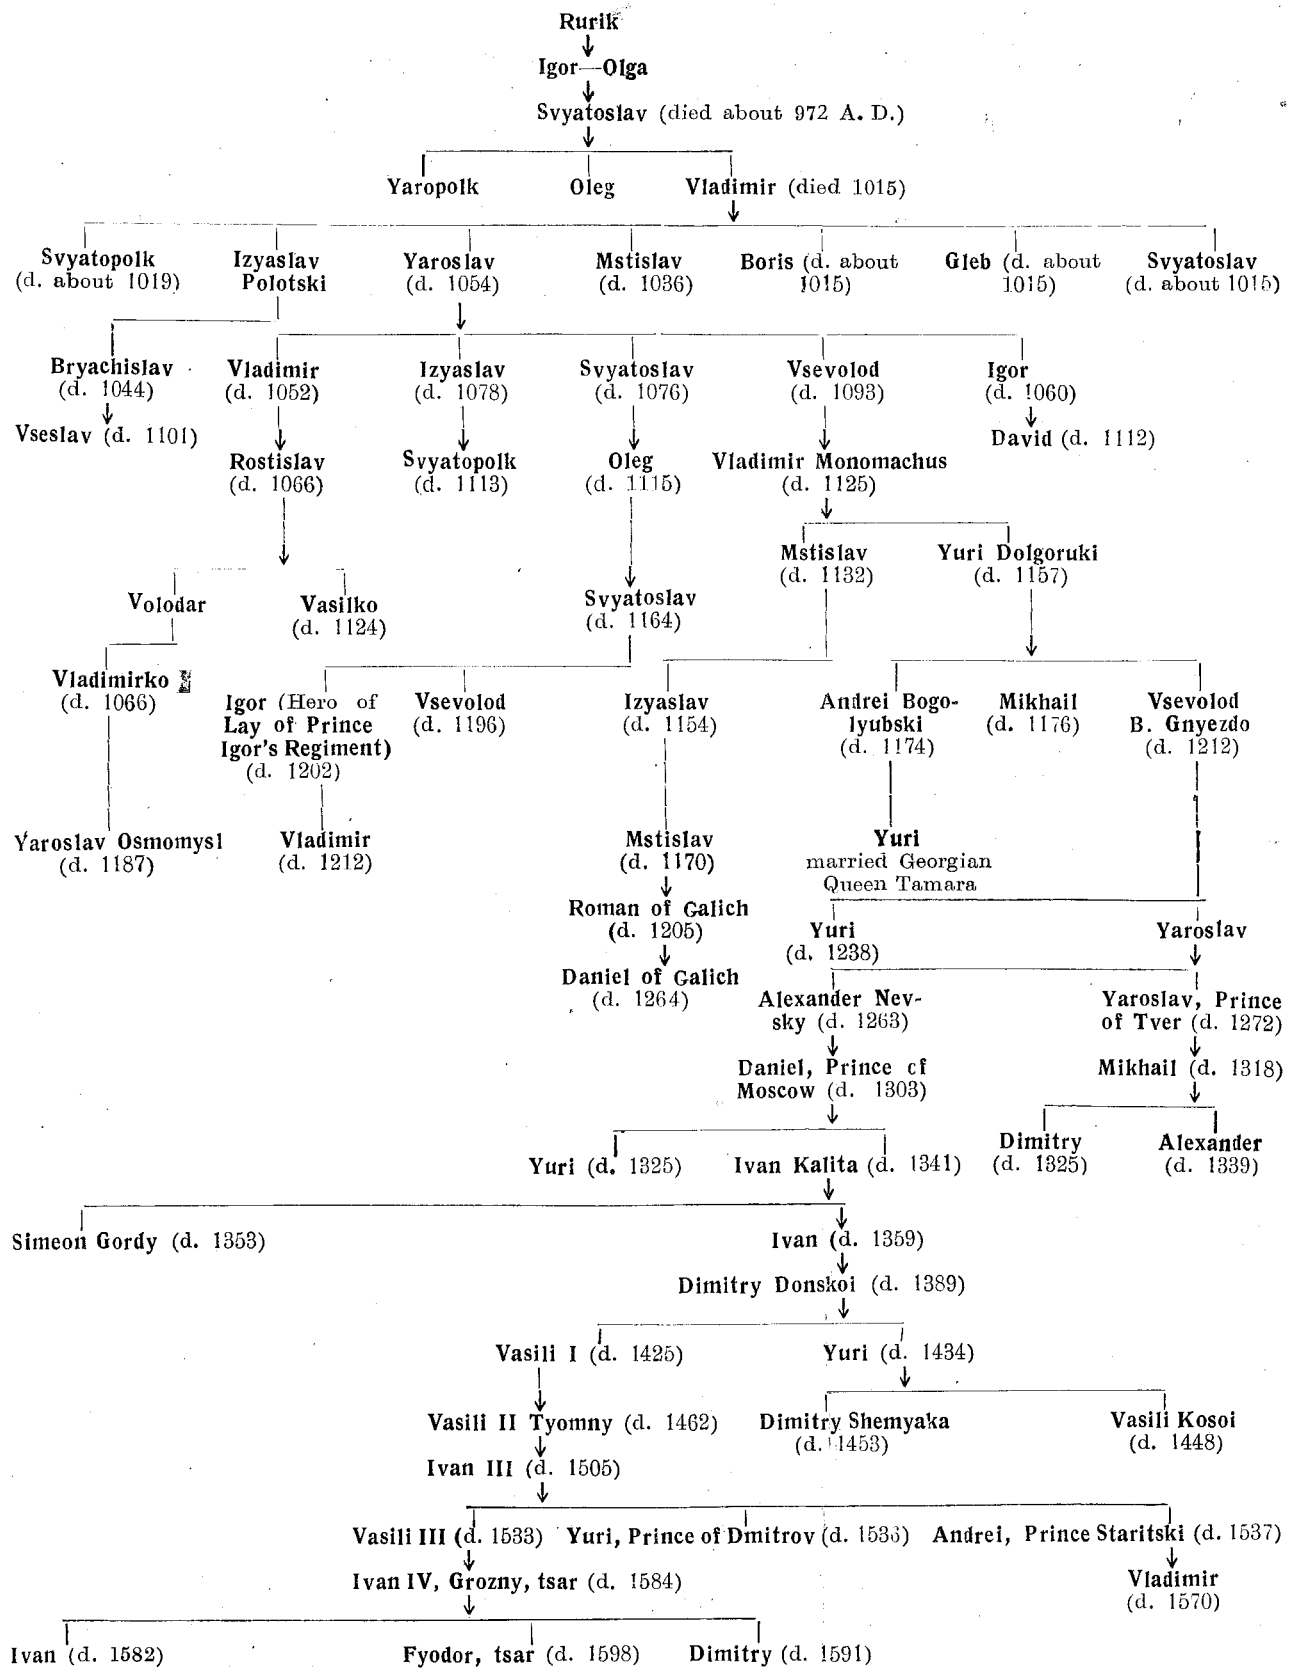 Rurik
Igor—Olga
Svyatoslav (died about 972 A. D.)
Yaropolk Oleg Vladimir (died 1015)
Svyatopolk Izyaslav Yaroslav Mstislav Boris (d. about Gleb (d. about Svyatoslav
(d. about 1019) Polotski (d. 1054) (d. 1036) 1015) 1015) (d. about 1015)
Bryachislav Vladimir Izyaslav Svyatoslav Vsevolod Igor
(d. 1044) (d. 1052) (d. 1078) (d. 1076) (d. 1093) (d. 1060)
Vseslav (d. 1101) David (d. 1112)
Rostislav Svyatopolk Oleg Vladimir Monomachus
(d. 1066) (d. 1113) (d. 1115) (d. 1125)
Mstislav Yuri Dolgoruki
(d. 1132) (d. 1157)
Volodar Vasilko Svyatoslav
(d. 1124) (d. 1164)
Vladimirko
(d. 1066)
Igor (Hero of Vsevolod Izyaslav Andrei Bogo- Mikhail Vsevolod
Lay of Prince (d. 1196) (d. 1154) lyubski (d. 1176) B. Gnyezdo
Igor's Regiment) (d. 1174) (d. 1212)
(d. 1202)
Yaroslav Osmomysl Vladimir Mstislav Yuri
(d. 1187) (d. 1212) (d. 1170) married Georgian
Queen Tamara
Roman of Galich
(d. 1205) Yuri Yaroslav
(d. 1238)
Daniel of Galich
(d. 1264) Alexander Nev- Yaroslav, Prince
sky (d. 1263) of Tver (d. 1272)
Daniel, Prince of Mikhail (d. 1318)
Moscow (d. 1303)
Dimitry Alexander
Yuri (d. 1325) Ivan Kalita (d. 1341) (d. 1325) (d. 1339)
Simeon Gordy (d. 1353) Ivan (d. 1359)
Dimitry Donskoi (d. 1389)
Vasili I (d. 1425) Yuri (d. 1434)
Vasili II Tyomny (d. 1462) Dimitry Shemyaka Vasili Kosoi
(d. 1453) (d. 1448)
Ivan III (d. 1505)
Vasili III (d. 1533) Yuri, Prince of Dmitrov (d. 1536) Andrei, Prince Staritski (d. 1537)
Ivan IV, Grozny, tsar (d. 1584) Vladimir
(d. 1570)
Ivan (d. 1582) Fyodor, tsar (d. 1598) Dimitry (d. 1591)